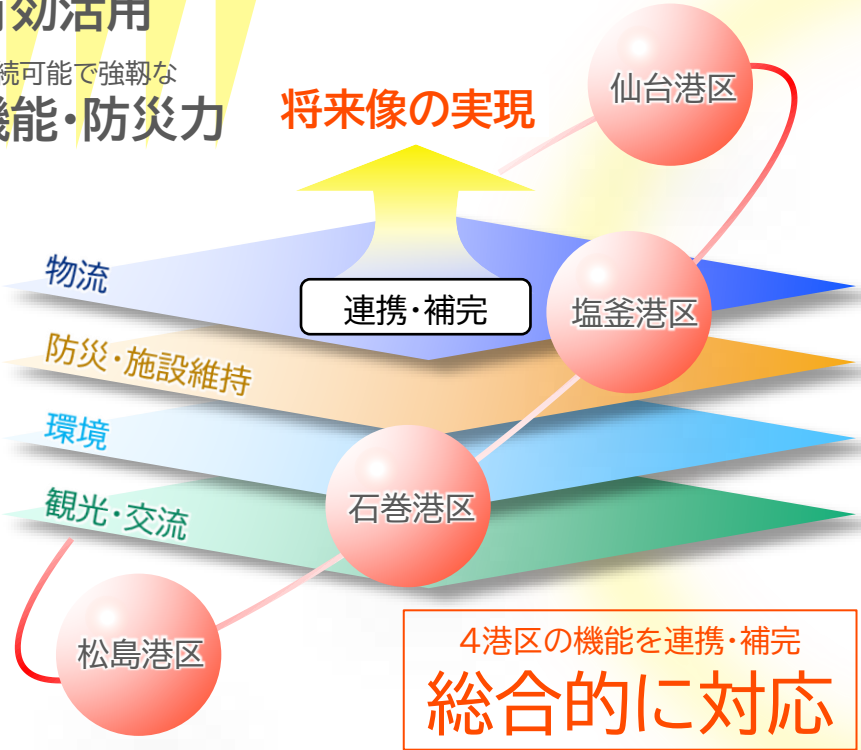 効活用
続可能で強靱な
機能・防災力
将来像の実現
仙台港区
物流
連携・補完
塩釜港区
防災・施設維持
環境
観光・交流
石巻港区
松島港区
4港区の機能を連携・補完
総合的に対応